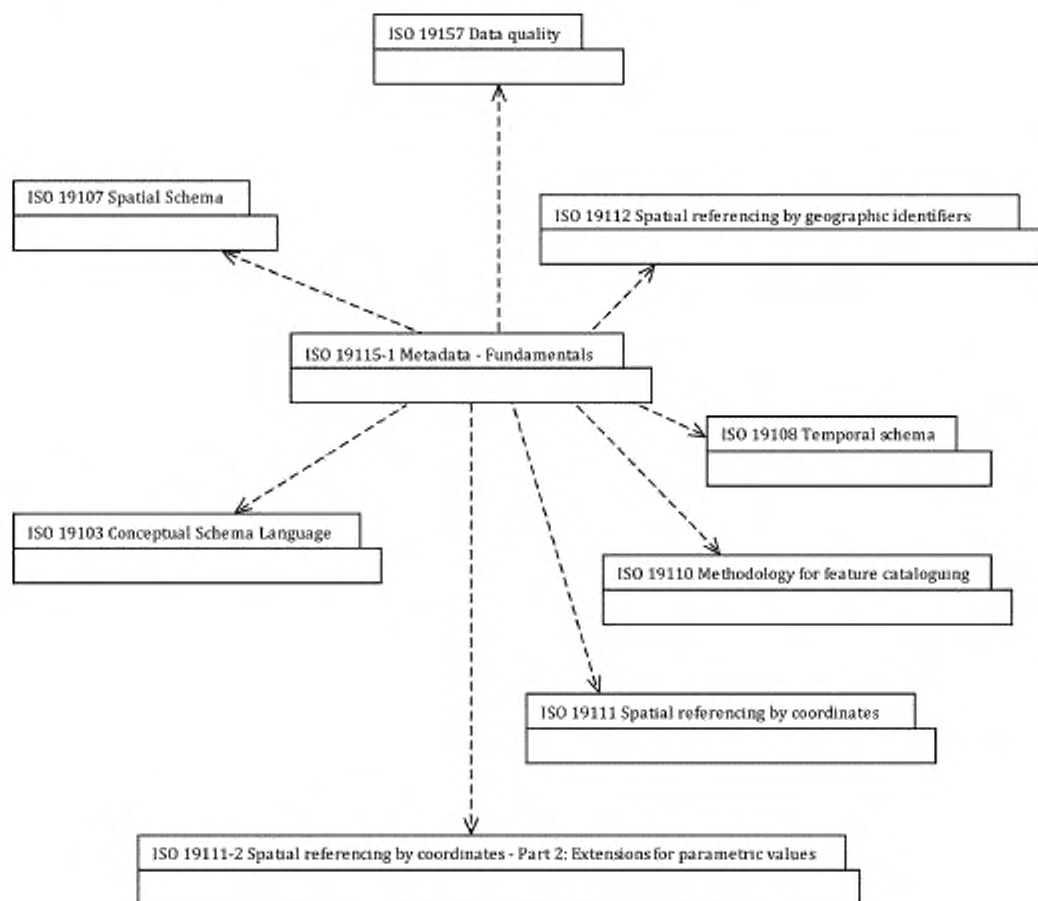 ISO 19157 Data quality
ISO 19107 Spatial Schema
ISO 19112 Spatial referencing by geographic identifiers
ISO 19115-1 Metadata - Fundamentals
ISO 19108 Temporal schema
ISO 19103 Conceptual Schema Language
ISO 19110 Methodology for feature cataloguing
ISO 19111 Spatial referencing by coordinates
ISO 19111-2 Spatial referencing by coordinates - Part 2: Extensions for parametric values